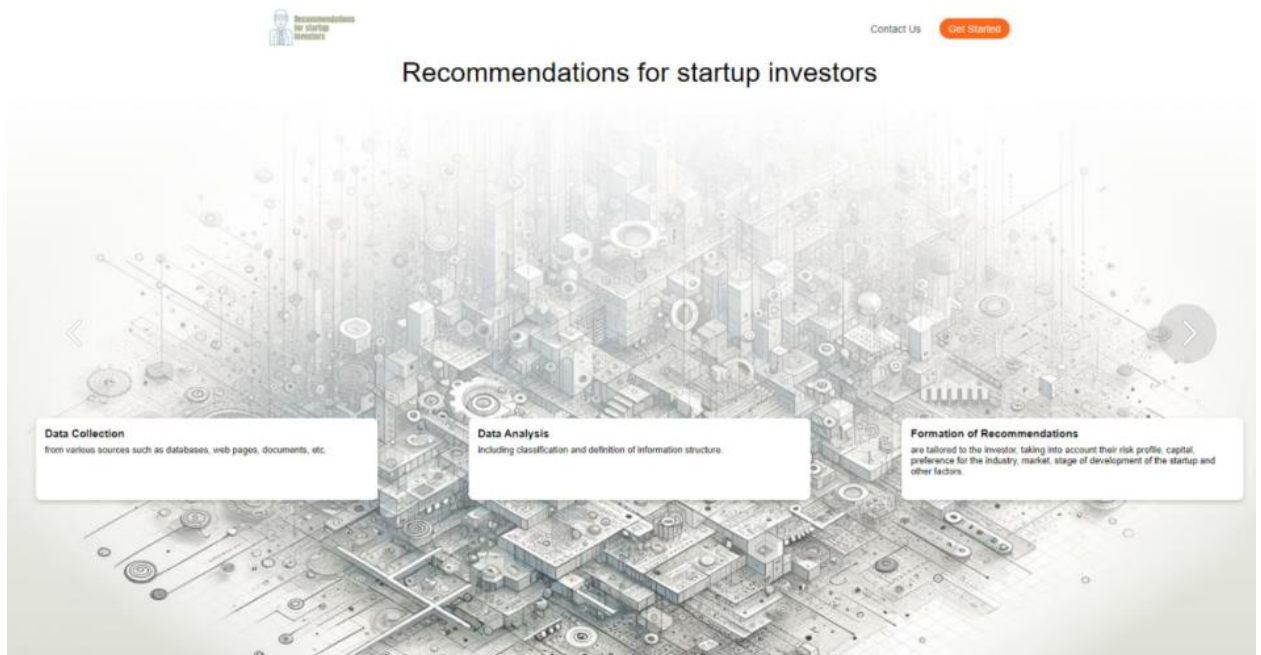 Recommendations
for startup
investors
Contact Us
Get Started
Recommendations for startup investors
Data Collection
from various sources such as databases, web pages, documents, etc.
Data Analysis
including classification and definition of information structure.
Formation of Recommendations
are tailored to the investor, taking into account their risk profile, capital,
preference for the industry, market, stage of development of the startup and
other factors.